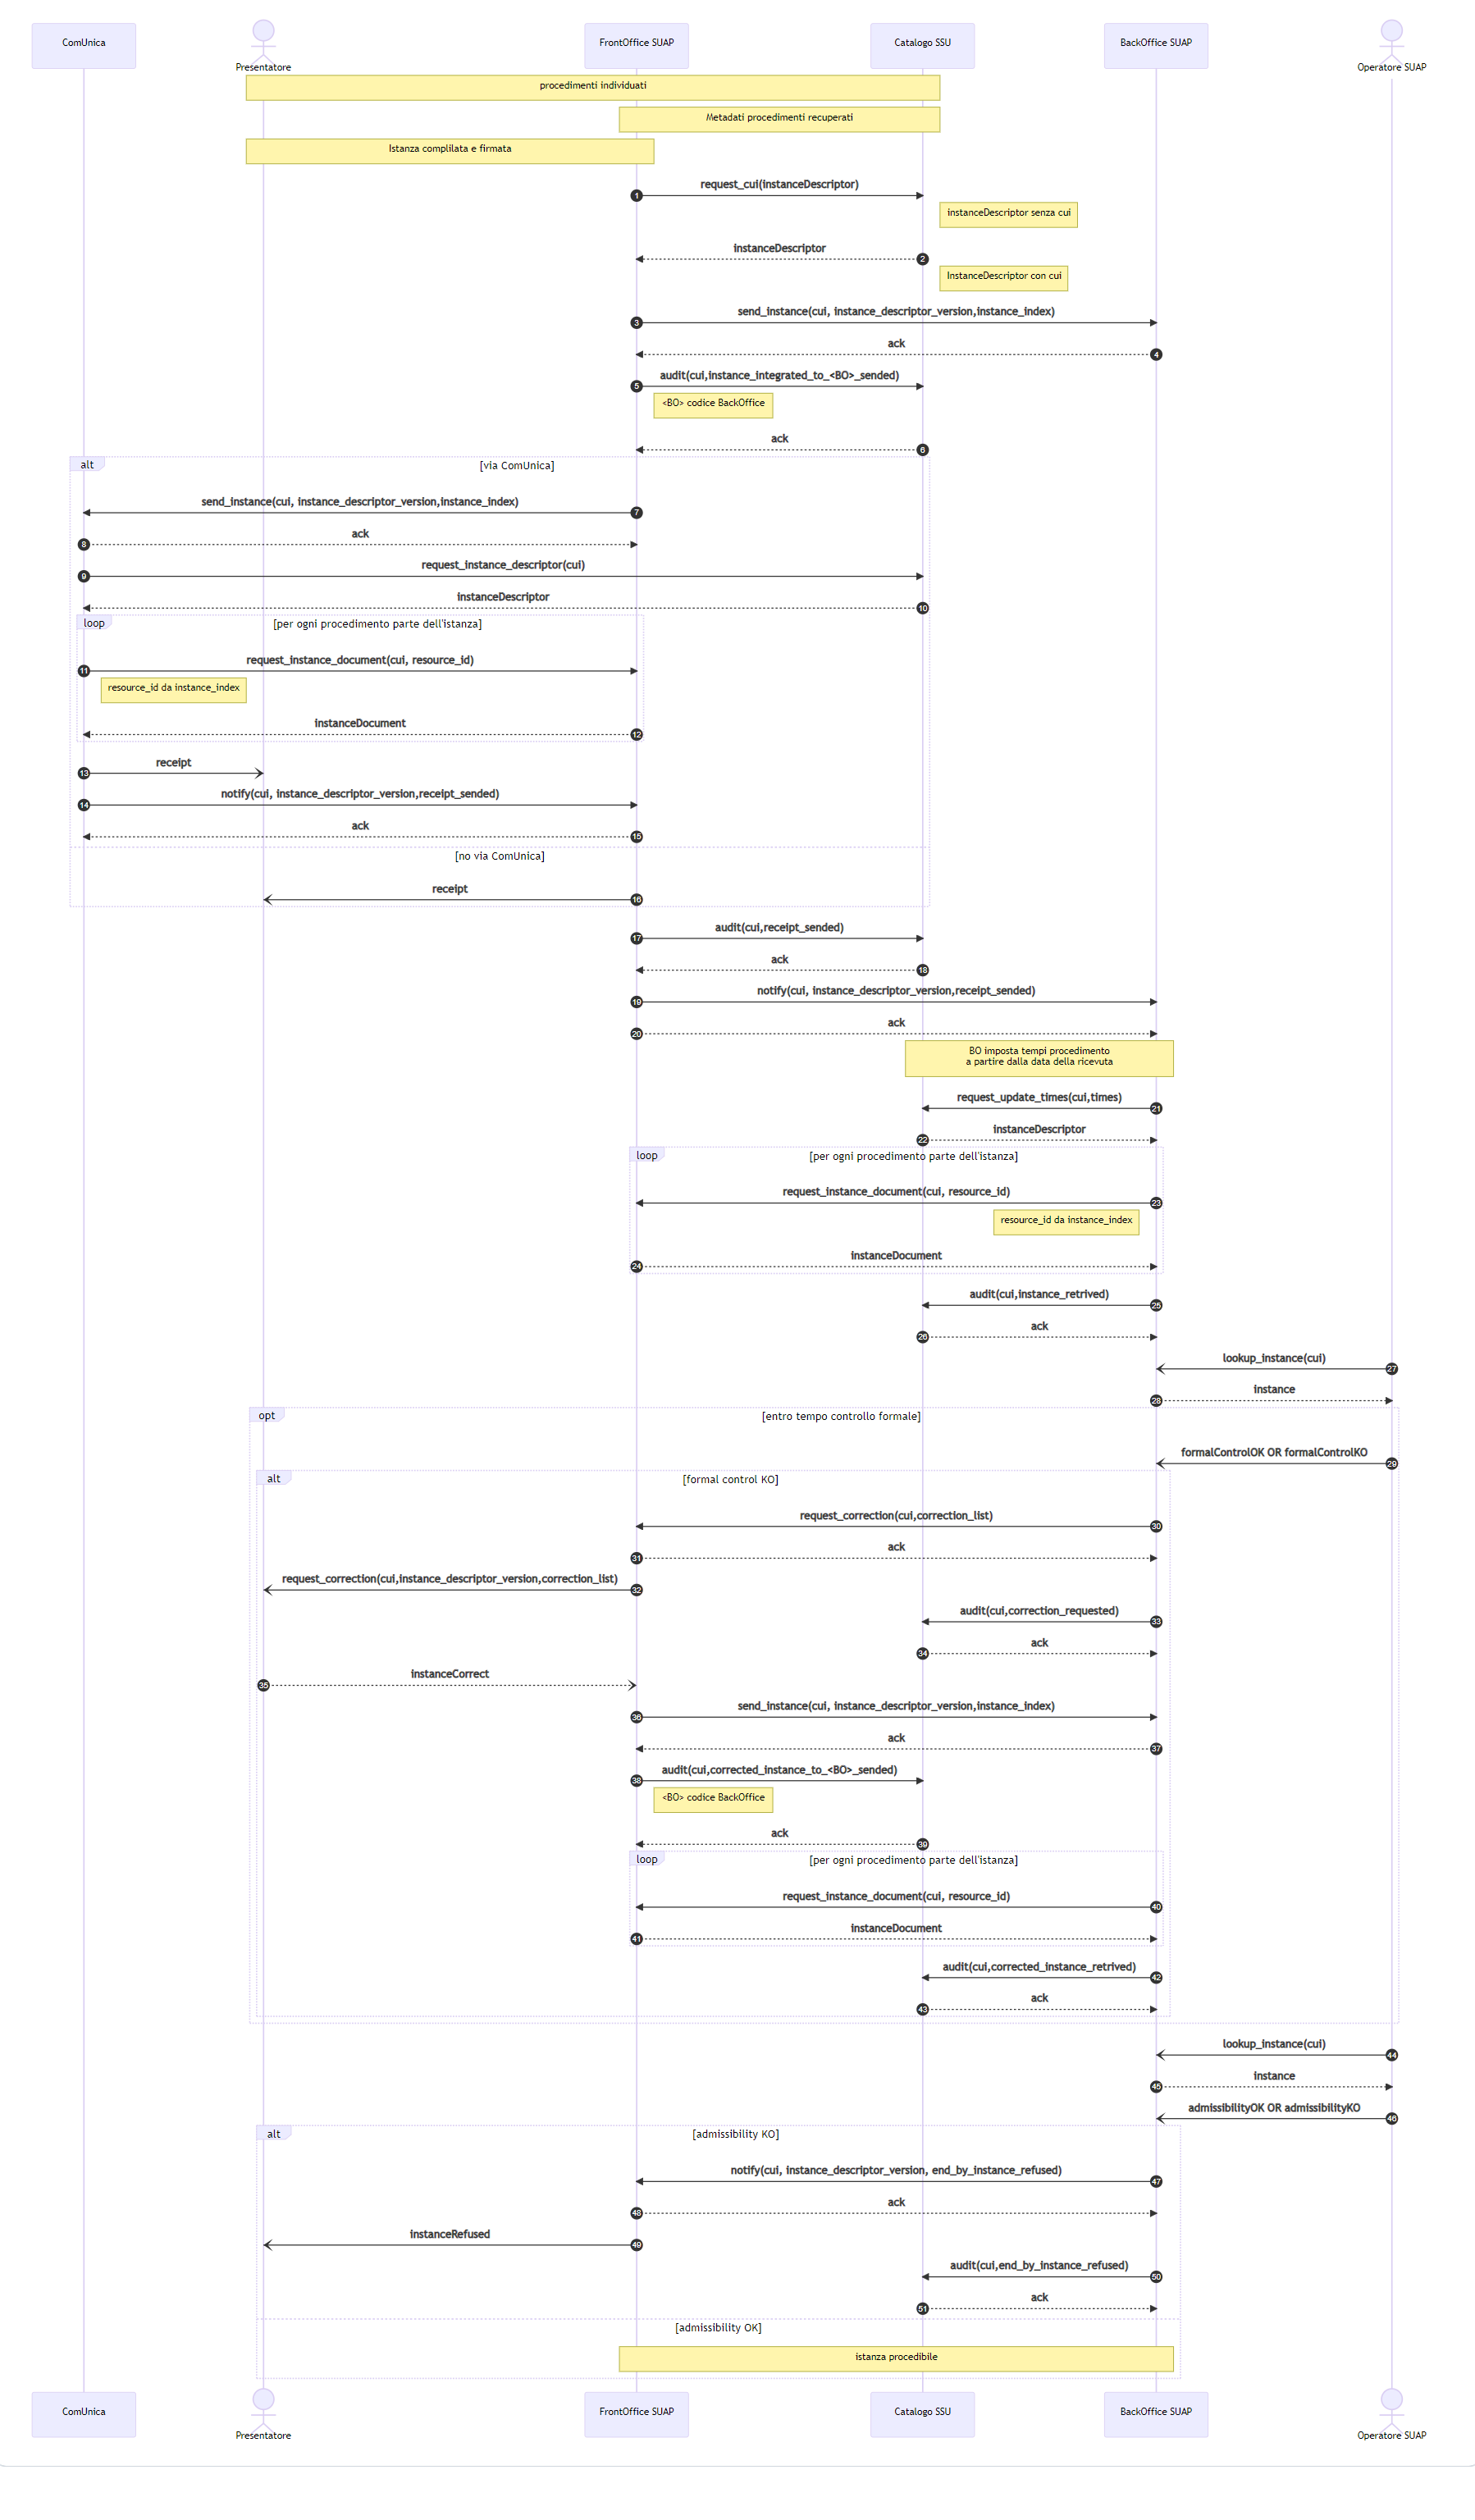 ComUnica
Presentatore
FrontOffice SUAP
Catalogo SSU
BackOffice SUAP
Operatore SUAP
procedimenti individuati
Metadati procedimenti recuperati
Istanza complilata e firmata
request_cui(instanceDescriptor)
1
instanceDescriptor senza cui
instanceDescriptor
2
InstanceDescriptor con cui
send_instance(cui, instance_descriptor_version,instance_index)
3
ack
4
audit(cui,instance_integrated_to_<BO>_sended)
5
<BO> codice BackOffice
ack
6
alt
[via ComUnica]
send_instance(cui, instance_descriptor_version,instance_index)
7
ack
8
request_instance_descriptor(cui)
9
instanceDescriptor
10
loop
[per ogni procedimento parte dell'istanza]
request_instance_document(cui, resource_id)
11
resource_id da instance_index
instanceDocument
12
receipt
13
notify(cui, instance_descriptor_version,receipt_sended)
14
ack
15
[no via ComUnica]
receipt
16
audit(cui,receipt_sended)
17
ack
18
notify(cui, instance_descriptor_version,receipt_sended)
19
ack
20
BO imposta tempi procedimento
a partire dalla data della ricevuta
request_update_times(cui,times)
21
instanceDescriptor
22
loop
[per ogni procedimento parte dell'istanza]
request_instance_document(cui, resource_id)
23
resource_id da instance_index
instanceDocument
24
audit(cui,instance_retrived)
25
ack
26
lookup_instance(cui)
27
instance
28
opt
[entro tempo controllo formale]
formalControlOK OR formalControlKO
29
alt
[formal control KO]
request_correction(cui,correction_list)
30
ack
31
request_correction(cui,instance_descriptor_version,correction_list)
32
audit(cui,correction_requested)
33
ack
34
instanceCorrect
35
send_instance(cui, instance_descriptor_version,instance_index)
36
ack
37
audit(cui,corrected_instance_to_<BO>_sended)
38
<BO> codice BackOffice
ack
39
loop
[per ogni procedimento parte dell'istanza]
request_instance_document(cui, resource_id)
40
instanceDocument
41
audit(cui,corrected_instance_retrived)
42
ack
43
lookup_instance(cui)
44
instance
45
admissibilityOK OR admissibilityKO
46
alt
[admissibility KO]
notify(cui, instance_descriptor_version, end_by_instance_refused)
47
ack
48
instanceRefused
49
audit(cui,end_by_instance_refused)
50
ack
51
[admissibility OK]
istanza procedibile
ComUnica
Presentatore
FrontOffice SUAP
Catalogo SSU
BackOffice SUAP
Operatore SUAP